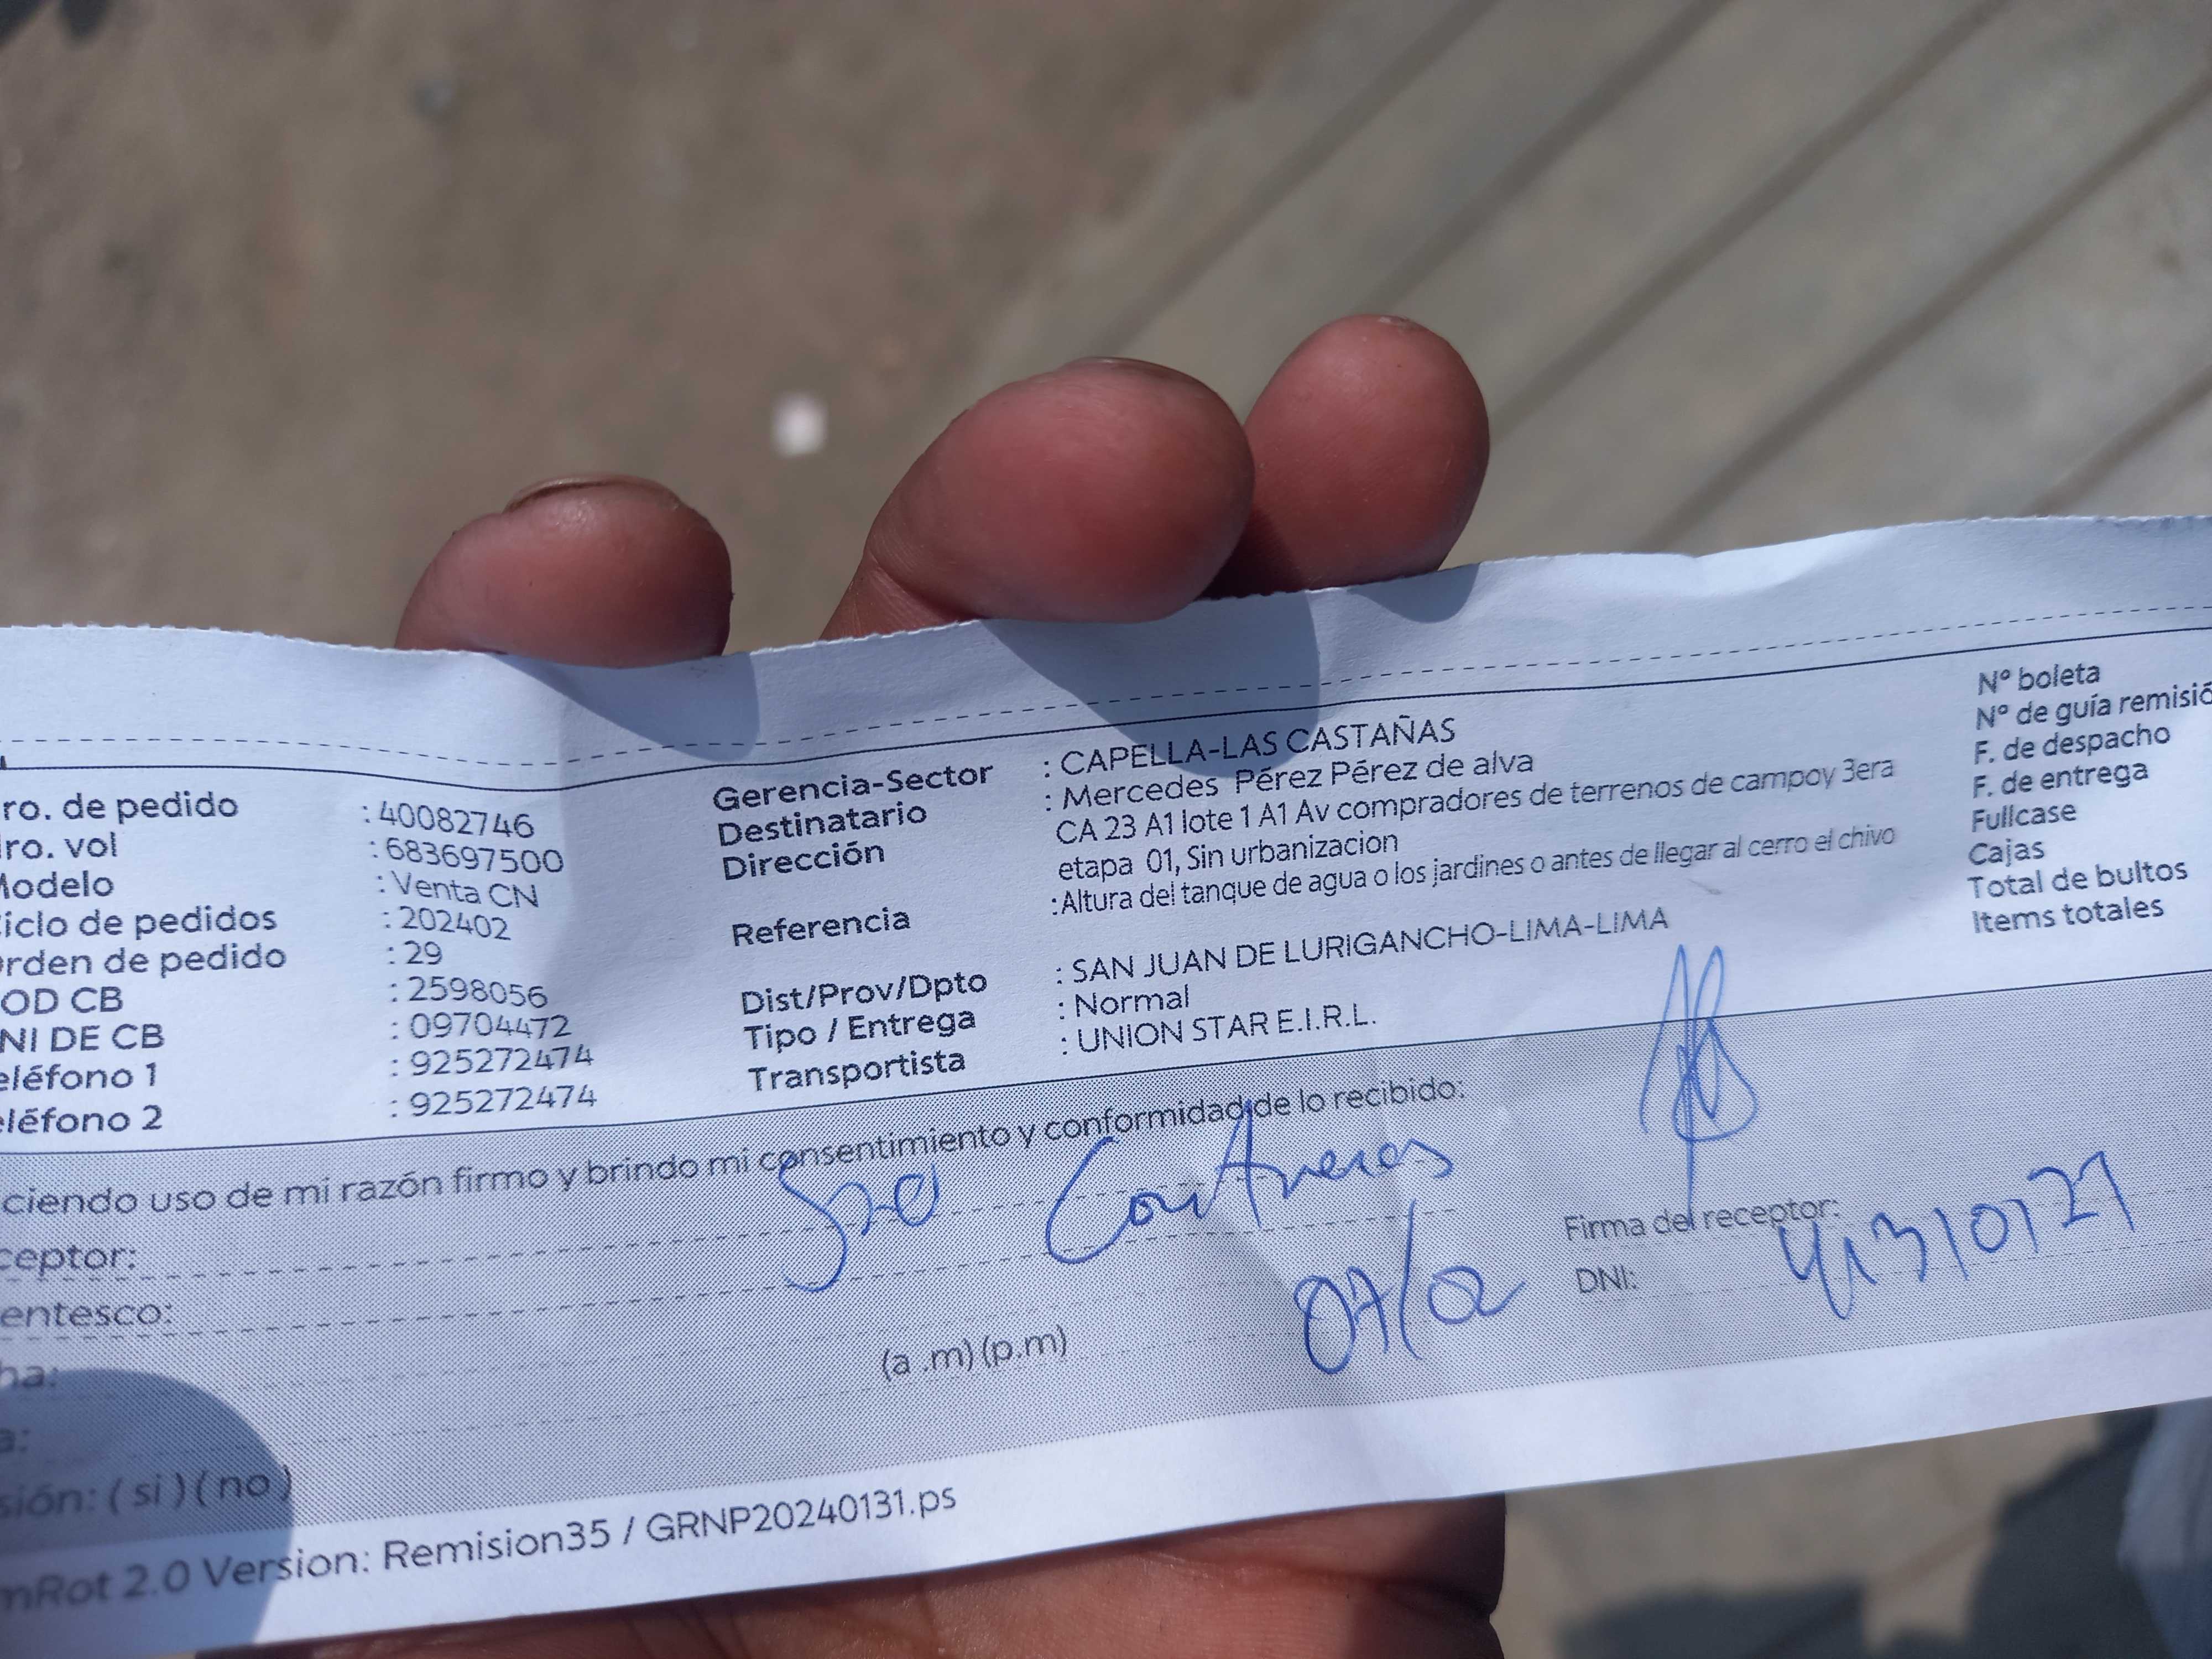 ro. de pedido : 40082746
ro. vol : 683697500
Modelo : Venta CN
iclo de pedidos : 202402
rden de pedido : 29
OD CB : 2598056
NI DE CB : 09704472
eléfono 1 : 925272474
eléfono 2 : 925272474
Gerencia-Sector : CAPELLA-LAS CASTAÑAS
Destinatario : Mercedes Pérez Pérez de alva
Dirección CA 23 A1 lote 1 A1 Av compradores de terrenos de campoy 3era
etapa 01, Sin urbanizacion
Referencia :Altura del tanque de agua o los jardines o antes de llegar al cerro el chivo
Dist/Prov/Dpto : SAN JUAN DE LURIGANCHO-LIMA-LIMA
Tipo / Entrega : Normal
Transportista : UNION STAR E.I.R.L.
Nº boleta
Nº de guía remisió
F. de despacho
F. de entrega
Fullcase
Cajas
Total de bultos
Items totales
ciendo uso de mi razón firmo y brindo mi consentimiento y conformidad de lo recibido:
ceptor: Contreras
entesco:
ha: 07/02
(a .m) (p.m)
a:
sión: ( si ) ( no )
Firma del receptor:
DNI:
mRot 2.0 Version: Remision35 / GRNP20240131.ps